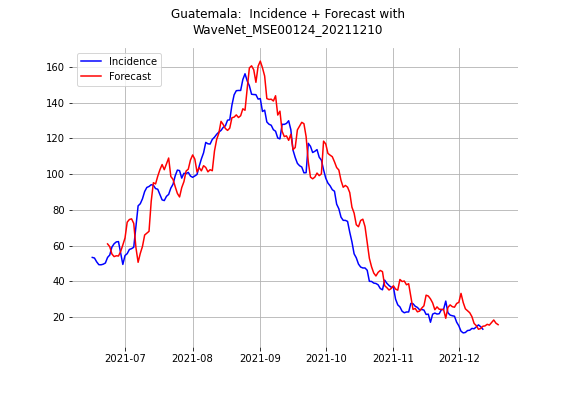 Guatemala:  Incidence + Forecast with
WaveNet_MSE00124_20211210
Incidence
Forecast
160
140
120
100
80
60
40
20
2021-07 2021-08 2021-09 2021-10 2021-11 2021-12